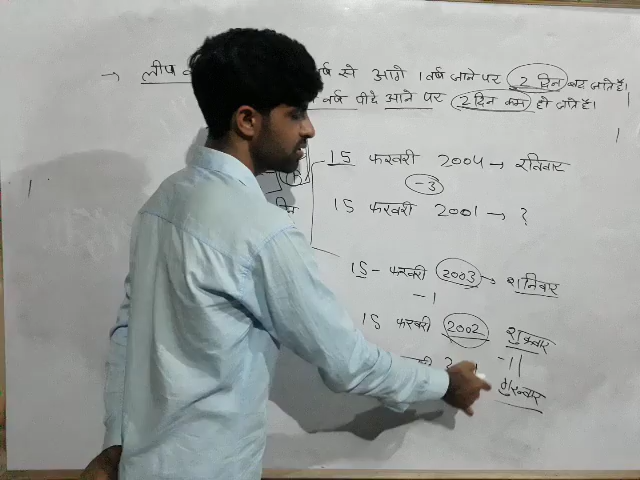 → लीप वर्ष से आगे 1 वर्ष जाने पर 2 दिन बढ़ जाते हैं।
वर्ष पीछे आने पर 2 दिन कम हो जाते हैं।
15 फरवरी 2004 → रविवार
-3
15 फरवरी 2001 → ?
15 - फरवरी 2003 → शनिवार
-1
15 फरवरी 2002 शुक्रवार
-1
गुरुवार